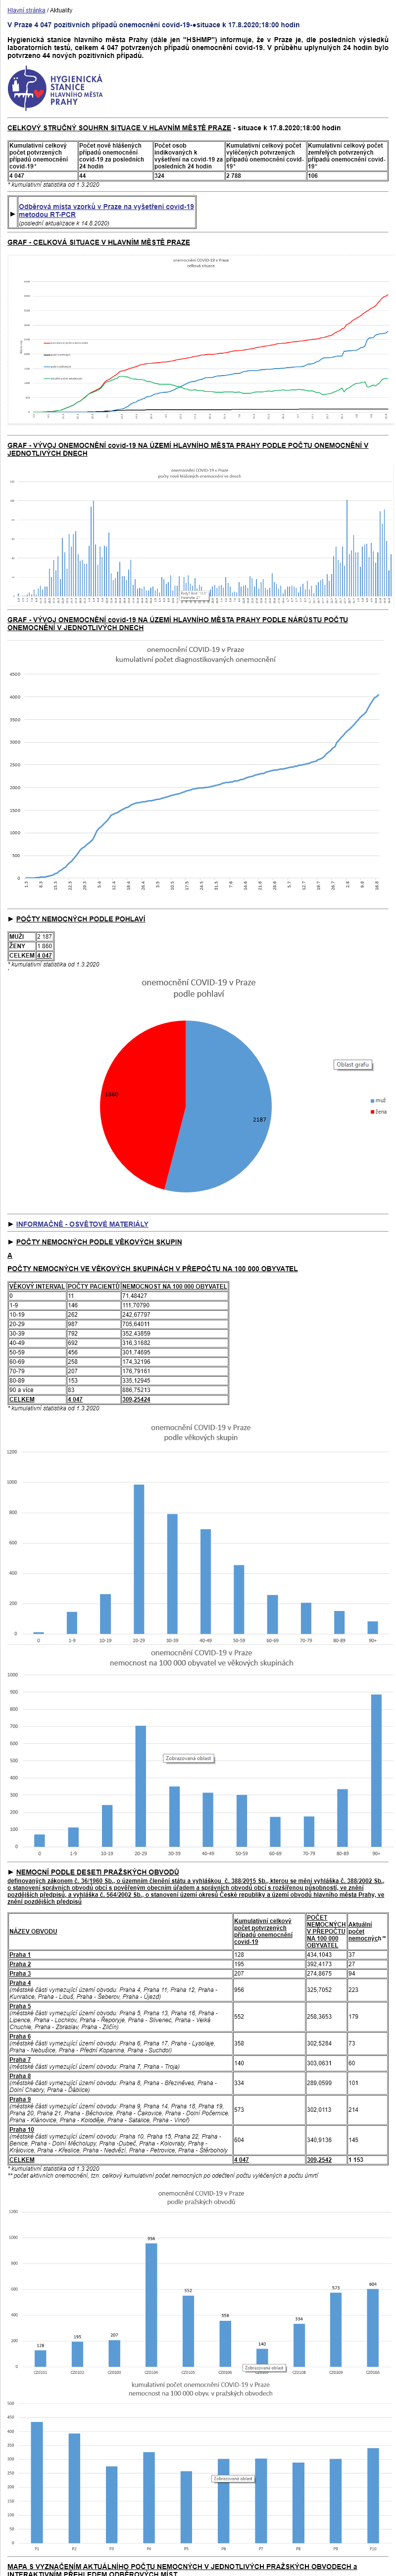 Hlavní stránka / Aktuality
V Praze 4 047 pozitivních případů onemocnění covid-19-●situace k 17.8.2020;18:00 hodin
Hygienická stanice hlavního města Prahy (dále jen "HSHMP") informuje, že v Praze je, dle posledních výsledků
laboratorních testů, celkem 4 047 potvrzených případů onemocnění covid-19. V průběhu uplynulých 24 hodin bylo
potvrzeno 44 nových pozitivních případů.
HYGIENICKÁ
STANICE
HLAVNÍHO MĚSTA
PRAHY
CELKOVÝ STRUČNÝ SOUHRN SITUACE V HLAVNÍM MĚSTĚ PRAZE - situace k 17.8.2020;18:00 hodin
Kumulativní celkový počet potvrzených případů onemocnění covid-19* Počet nově hlášených případů onemocnění covid-19 za posledních 24 hodin Počet osob indikovaných k vyšetření na covid-19 za posledních 24 hodin Kumulativní celkový počet vyléčených potvrzených případů onemocnění covid-19* Kumulativní celkový počet zemřelých potvrzených případů onemocnění covid-19*
4 047 44 324 2 788 106
* kumulativní statistika od 1.3.2020
► Odběrová místa vzorků v Praze na vyšetření covid-19
metodou RT-PCR
(poslední aktualizace k 14.8.2020)
GRAF - CELKOVÁ SITUACE V HLAVNÍM MĚSTĚ PRAZE
onemocnění COVID-19 v Praze
celková situace
GRAF - VÝVOJ ONEMOCNĚNÍ covid-19 NA ÚZEMÍ HLAVNÍHO MĚSTA PRAHY PODLE POČTU ONEMOCNĚNÍ V
JEDNOTLIVÝCH DNECH
onemocnění COVID-19 v Praze
počty nově hlášených onemocnění ve dnech
GRAF - VÝVOJ ONEMOCNĚNÍ covid-19 NA ÚZEMÍ HLAVNÍHO MĚSTA PRAHY PODLE NÁRŮSTU POČTU
ONEMOCNĚNÍ V JEDNOTLIVÝCH DNECH
onemocnění COVID-19 v Praze
kumulativní počet diagnostikovaných onemocnění
4500
4000
3500
3000
2500
2000
1500
1000
500
0
► POČTY NEMOCNÝCH PODLE POHLAVÍ
MUŽI 2 187
ŽENY 1 860
CELKEM 4 047
* kumulativní statistika od 1.3.2020
onemocnění COVID-19 v Praze
podle pohlaví
Oblast grafu
1860
2187
muž
žena
► INFORMAČNĚ - OSVĚTOVÉ MATERIÁLY
► POČTY NEMOCNÝCH PODLE VĚKOVÝCH SKUPIN
A
POČTY NEMOCNÝCH VE VĚKOVÝCH SKUPINÁCH V PŘEPOČTU NA 100 000 OBYVATEL
VĚKOVÝ INTERVAL POČTY PACIENTŮ NEMOCNOST NA 100 000 OBYVATEL
0 11 71,48427
1-9 146 111,70790
10-19 262 242,67797
20-29 987 705,64011
30-39 792 352,43859
40-49 692 316,31682
50-59 456 301,74695
60-69 258 174,32196
70-79 207 176,79161
80-89 153 335,12945
90 a více 83 886,75213
CELKEM 4 047 309,25424
* kumulativní statistika od 1.3.2020
onemocnění COVID-19 v Praze
podle věkových skupin
1200
1000
800
600
400
200
0
0 1-9 10-19 20-29 30-39 40-49 50-59 60-69 70-79 80-89 90+
onemocnění COVID-19 v Praze
nemocnost na 100 000 obyvatel ve věkových skupinách
1000
900
800
700
600
500
400
300
200
100
0
Zobrazovaná oblast
0 1-9 10-19 20-29 30-39 40-49 50-59 60-69 70-79 80-89 90+
► NEMOCNÍ PODLE DESETI PRAŽSKÝCH OBVODŮ
definovaných zákonem č. 36/1960 Sb., o územním členění státu a vyhláškou č. 388/2015 Sb., kterou se mění vyhláška č. 388/2002 Sb.,
o stanovení správních obvodů obcí s pověřeným obecním úřadem a správních obvodů obcí s rozšířenou působností, ve znění
pozdějších předpisů, a vyhláška č. 564/2002 Sb., o stanovení území okresů České republiky a území obvodů hlavního města Prahy, ve
znění pozdějších předpisů
NÁZEV OBVODU Kumulativní celkový počet potvrzených případů onemocnění covid-19 POČET NEMOCNÝCH V PŘEPOČTU NA 100 000 OBYVATEL Aktuální počet nemocných **
Praha 1 128 434,1043 37
Praha 2 195 392,4173 27
Praha 3 207 274,8675 94
Praha 4
(městské části vymezující území obvodu: Praha 4, Praha 11, Praha 12, Praha -
Kunratice, Praha - Libuš, Praha - Šeberov, Praha - Újezd) 956 325,7052 223
Praha 5
(městské části vymezující území obvodu: Praha 5, Praha 13, Praha 16, Praha -
Lipence, Praha - Lochkov, Praha - Řeporyje, Praha - Slivenec, Praha - Velká
Chuchle, Praha - Zbraslav, Praha - Zličín) 552 258,3653 179
Praha 6
(městské části vymezující území obvodu: Praha 6, Praha 17, Praha - Lysolaje,
Praha - Nebušice, Praha - Přední Kopanina, Praha - Suchdol) 358 302,5284 73
Praha 7
(městské části vymezující území obvodu: Praha 7, Praha - Troja) 140 303,0631 60
Praha 8
(městské části vymezující území obvodu: Praha 8, Praha - Březiněves, Praha -
Dolní Chabry, Praha - Ďáblice) 334 289,0599 101
Praha 9
(městské části vymezující území obvodu: Praha 9, Praha 14, Praha 18, Praha 19,
Praha 20, Praha 21, Praha - Běchovice, Praha - Čakovice, Praha - Dolní Počernice,
Praha - Klánovice, Praha - Koloděje, Praha - Satalice, Praha - Vinoř) 573 302,0113 214
Praha 10
(městské části vymezující území obvodu: Praha 10, Praha 15, Praha 22, Praha -
Benice, Praha - Dolní Měcholupy, Praha -Dubeč, Praha - Kolovraty, Praha -
Královice, Praha - Křeslice, Praha - Nedvězí, Praha - Petrovice, Praha - Štěrboholy 604 340,9136 145
CELKEM 4 047 309,2542 1 153
* kumulativní statistika od 1.3.2020
** počet aktivních onemocnění, tzn. celkový kumulativní počet nemocných po odečtení počtu vyléčených a počtu úmrtí
onemocnění COVID-19 v Praze
podle pražských obvodů
1200
1000
800
600
400
200
0
128 195 207 956 552 358 140 334 573 604
Zobrazovaná oblast
CZ0101 CZ0102 CZ0103 CZ0104 CZ0105 CZ0106 CZ0108 CZ0109 CZ010A
kumulativní počet onemocnění COVID-19 v Praze
nemocnost na 100 000 obyv. v pražských obvodech
500
450
400
350
300
250
200
150
100
50
0
Zobrazovaná oblast
P1 P2 P3 P4 P5 P6 P7 P8 P9 P10
MAPA S VYZNAČENÍM AKTUÁLNÍHO POČTU NEMOCNÝCH V JEDNOTLIVÝCH PRAŽSKÝCH OBVODECH a
INTERAKTIVNÍM PŘEHLEDEM ODBĚROVÝCH MÍST